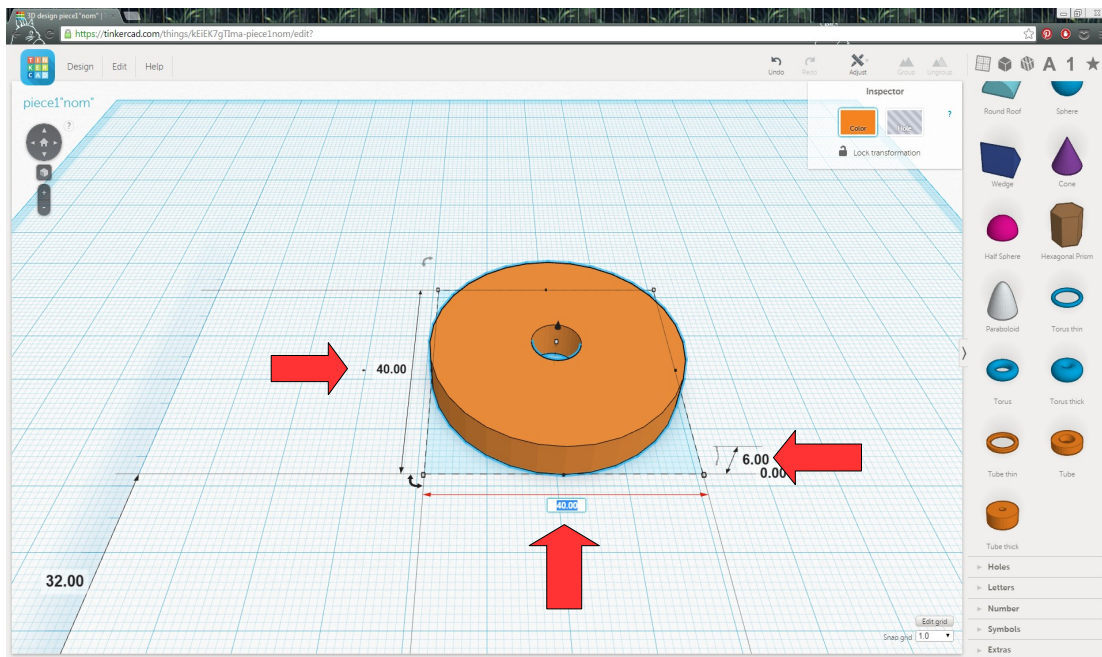 3D design piece1"nom" |
https://tinkercad.com/things/kEiEK7gTIma-piece1nom/edit?
TIN
KER
CAD
Design Edit Help
Undo Redo Adjust Group Ungroup
A 1
piece1"nom"
?
Inspector
Color Hole
?
Lock transformation
Round Roof Sphere
Wedge Cone
Half Sphere Hexagonal Prism
Paraboloid Torus thin
Torus Torus thick
Tube thin Tube
Tube thick
40.00
6.00
0.00
40.00
32.00
Holes
Letters
Number
Symbols
Extras
Edit grid
Snap grid 1.0